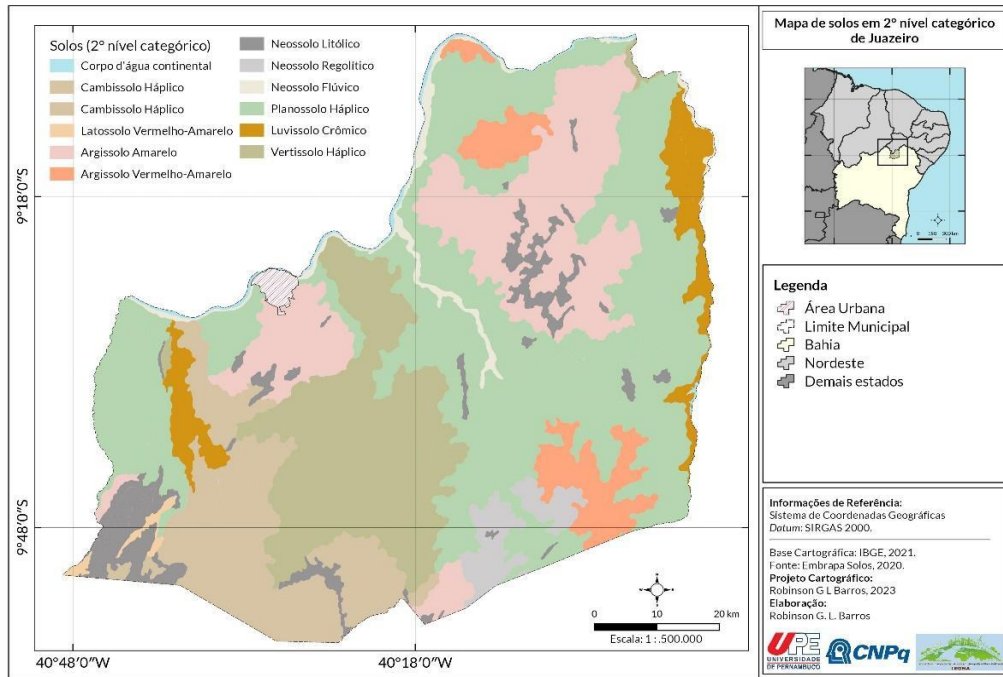 Solos (2º nível categórico)
Corpo d'água continental
Cambissolo Háplico
Cambissolo Háplico
Latossolo Vermelho-Amarelo
Argissolo Amarelo
Argissolo Vermelho-Amarelo
Neossolo Litólico
Neossolo Regolítico
Neossolo Flúvico
Planossolo Háplico
Luvissolo Crômico
Vertissolo Háplico
9°18'0"S
9°48'0"S
40°48'0"W
40°18'0"W
0 10 20 km
Escala: 1 :.500.000
Mapa de solos em 2º nível categórico
de Juazeiro
Legenda
Área Urbana
Limite Municipal
Bahia
Nordeste
Demais estados
Informações de Referência:
Sistema de Coordenadas Geográficas
Datum: SIRGAS 2000.
Base Cartográfica: IBGE, 2021.
Fonte: Embrapa Solos, 2020.
Projeto Cartográfico:
Robinson G L Barros, 2023
Elaboração:
Robinson G. L. Barros
UPE
UNIVERSIDADE
DE PERNAMBUCO
CNPq